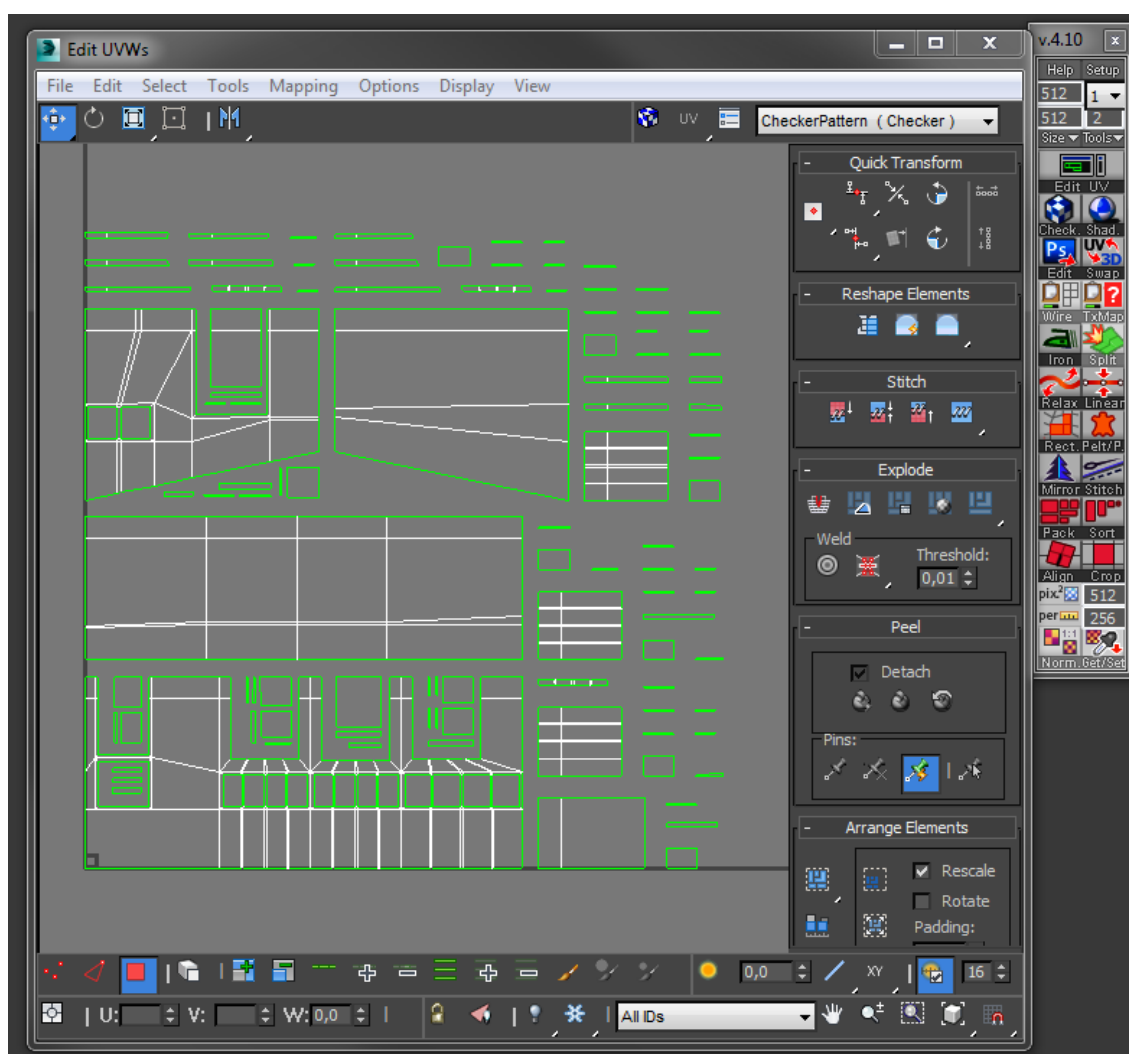 Edit UVWs
File Edit Select Tools Mapping Options Display View
UV CheckerPattern ( Checker )
- Quick Transform
- Reshape Elements
- Stitch
- Explode
Weld
Threshold:
0,01
- Peel
Detach
Pins:
- Arrange Elements
Rescale
Rotate
Padding:
0,0 XY 16
U: V: W: 0,0 All IDs
v.4.10 x
Help Setup
512 1
512 2
Size Tools
Edit UV
Check. Shad.
Ps UV 3D
Edit Swap
Wire TxMap
Iron Split
Relax Linear
Rect. Pelt/P.
Mirror Stitch
Pack Sort
Align Crop
pix² 512
per 256
1:1
Norm. Get/Set